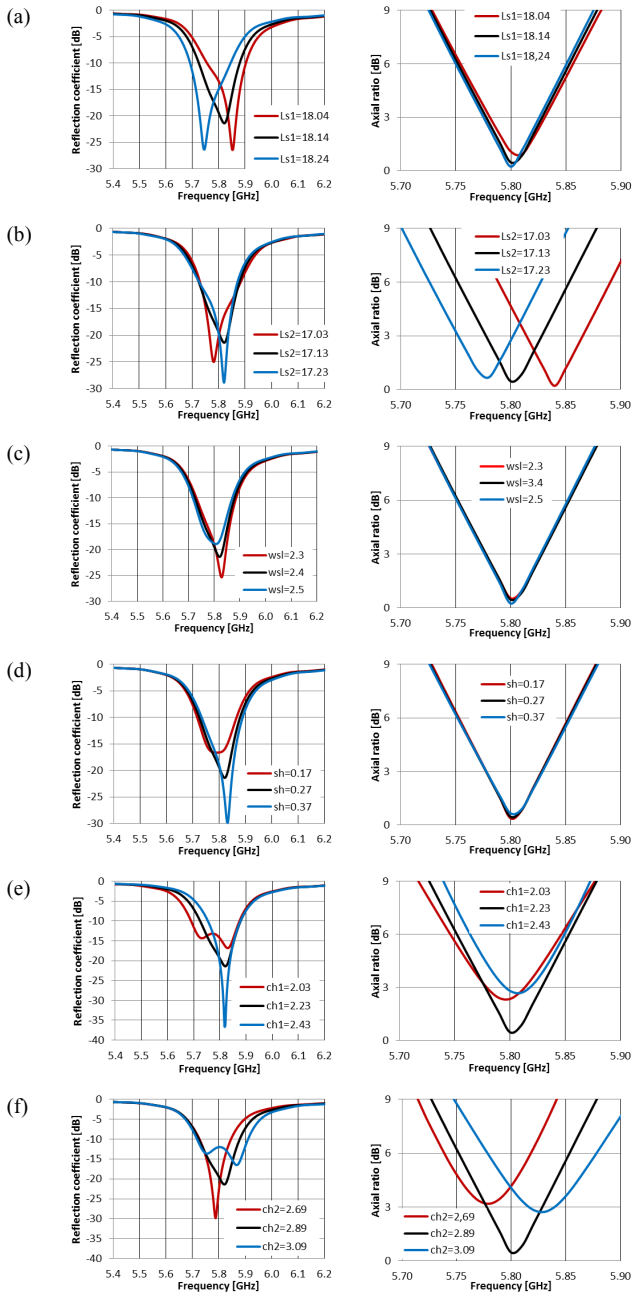 (a)
Reflection coefficient [dB]
0
-5
-10
-15
-20
-25
-30
Ls1=18.04
Ls1=18.14
Ls1=18.24
5.4 5.5 5.6 5.7 5.8 5.9 6.0 6.1 6.2
Frequency [GHz]
Axial ratio [dB]
9
6
3
0
Ls1=18.04
Ls1=18.14
Ls1=18,24
5.70 5.75 5.80 5.85 5.90
Frequency [GHz]
(b)
Reflection coefficient [dB]
0
-5
-10
-15
-20
-25
-30
Ls2=17.03
Ls2=17.13
Ls2=17.23
5.4 5.5 5.6 5.7 5.8 5.9 6.0 6.1 6.2
Frequency [GHz]
Axial ratio [dB]
9
6
3
0
Ls2=17.03
Ls2=17.13
Ls2=17.23
5.70 5.75 5.80 5.85 5.90
Frequency [GHz]
(c)
Reflection coefficient [dB]
0
-5
-10
-15
-20
-25
-30
wsl=2.3
wsl=2.4
wsl=2.5
5.4 5.5 5.6 5.7 5.8 5.9 6.0 6.1 6.2
Frequency [GHz]
Axial ratio [dB]
9
6
3
0
wsl=2.3
wsl=3.4
wsl=2.5
5.70 5.75 5.80 5.85 5.90
Frequency [GHz]
(d)
Reflection coefficient [dB]
0
-5
-10
-15
-20
-25
-30
sh=0.17
sh=0.27
sh=0.37
5.4 5.5 5.6 5.7 5.8 5.9 6.0 6.1 6.2
Frequency [GHz]
Axial ratio [dB]
9
6
3
0
sh=0.17
sh=0.27
sh=0.37
5.70 5.75 5.80 5.85 5.90
Frequency [GHz]
(e)
Reflection coefficient [dB]
0
-5
-10
-15
-20
-25
-30
-35
-40
ch1=2.03
ch1=2.23
ch1=2.43
5.4 5.5 5.6 5.7 5.8 5.9 6.0 6.1 6.2
Frequency [GHz]
Axial ratio [dB]
9
6
3
0
ch1=2.03
ch1=2.23
ch1=2.43
5.70 5.75 5.80 5.85 5.90
Frequency [GHz]
(f)
Reflection coefficient [dB]
0
-5
-10
-15
-20
-25
-30
-35
-40
ch2=2.69
ch2=2.89
ch2=3.09
5.4 5.5 5.6 5.7 5.8 5.9 6.0 6.1 6.2
Frequency [GHz]
Axial ratio [dB]
9
6
3
0
ch2=2,69
ch2=2.89
ch2=3.09
5.70 5.75 5.80 5.85 5.90
Frequency [GHz]